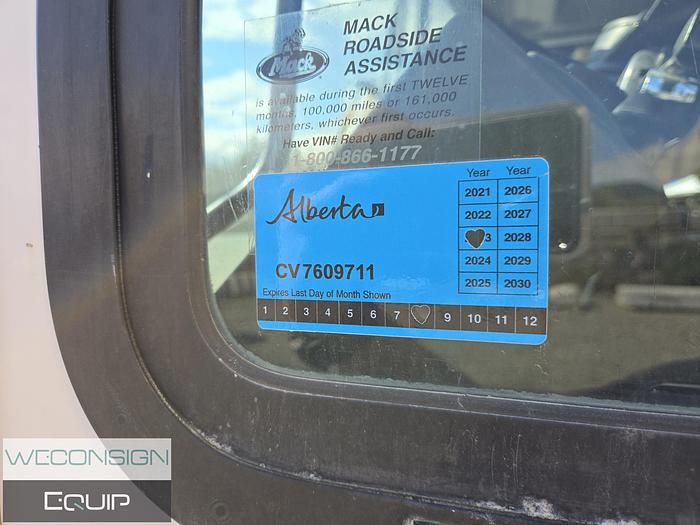 MACK
ROADSIDE
ASSISTANCE
Mack
is available during the first TWELVE
months, 100,000 miles or 161,000
kilometers, whichever first occurs.
Have VIN# Ready and Call:
1-800-866-1177
Alberta
Year Year
2021 2026
2022 2027
3 2028
2024 2029
2025 2030
CV7609711
Expires Last Day of Month Shown
1 2 3 4 5 6 7 9 10 11 12
WECONSIGN
EQUIP